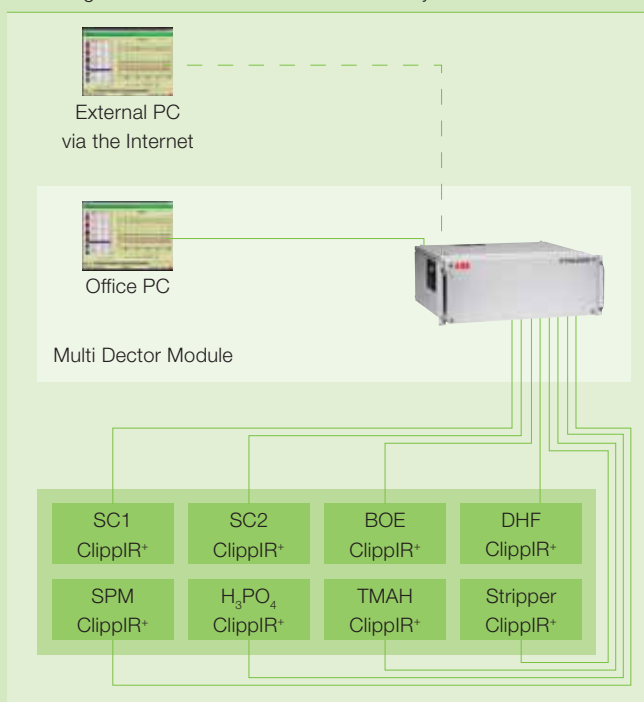 External PC
via the Internet
Office PC
ABB
Multi Dector Module
SC1
ClippIR⁺
SC2
ClippIR⁺
BOE
ClippIR⁺
DHF
ClippIR⁺
SPM
ClippIR⁺
H₃PO₄
ClippIR⁺
TMAH
ClippIR⁺
Stripper
ClippIR⁺